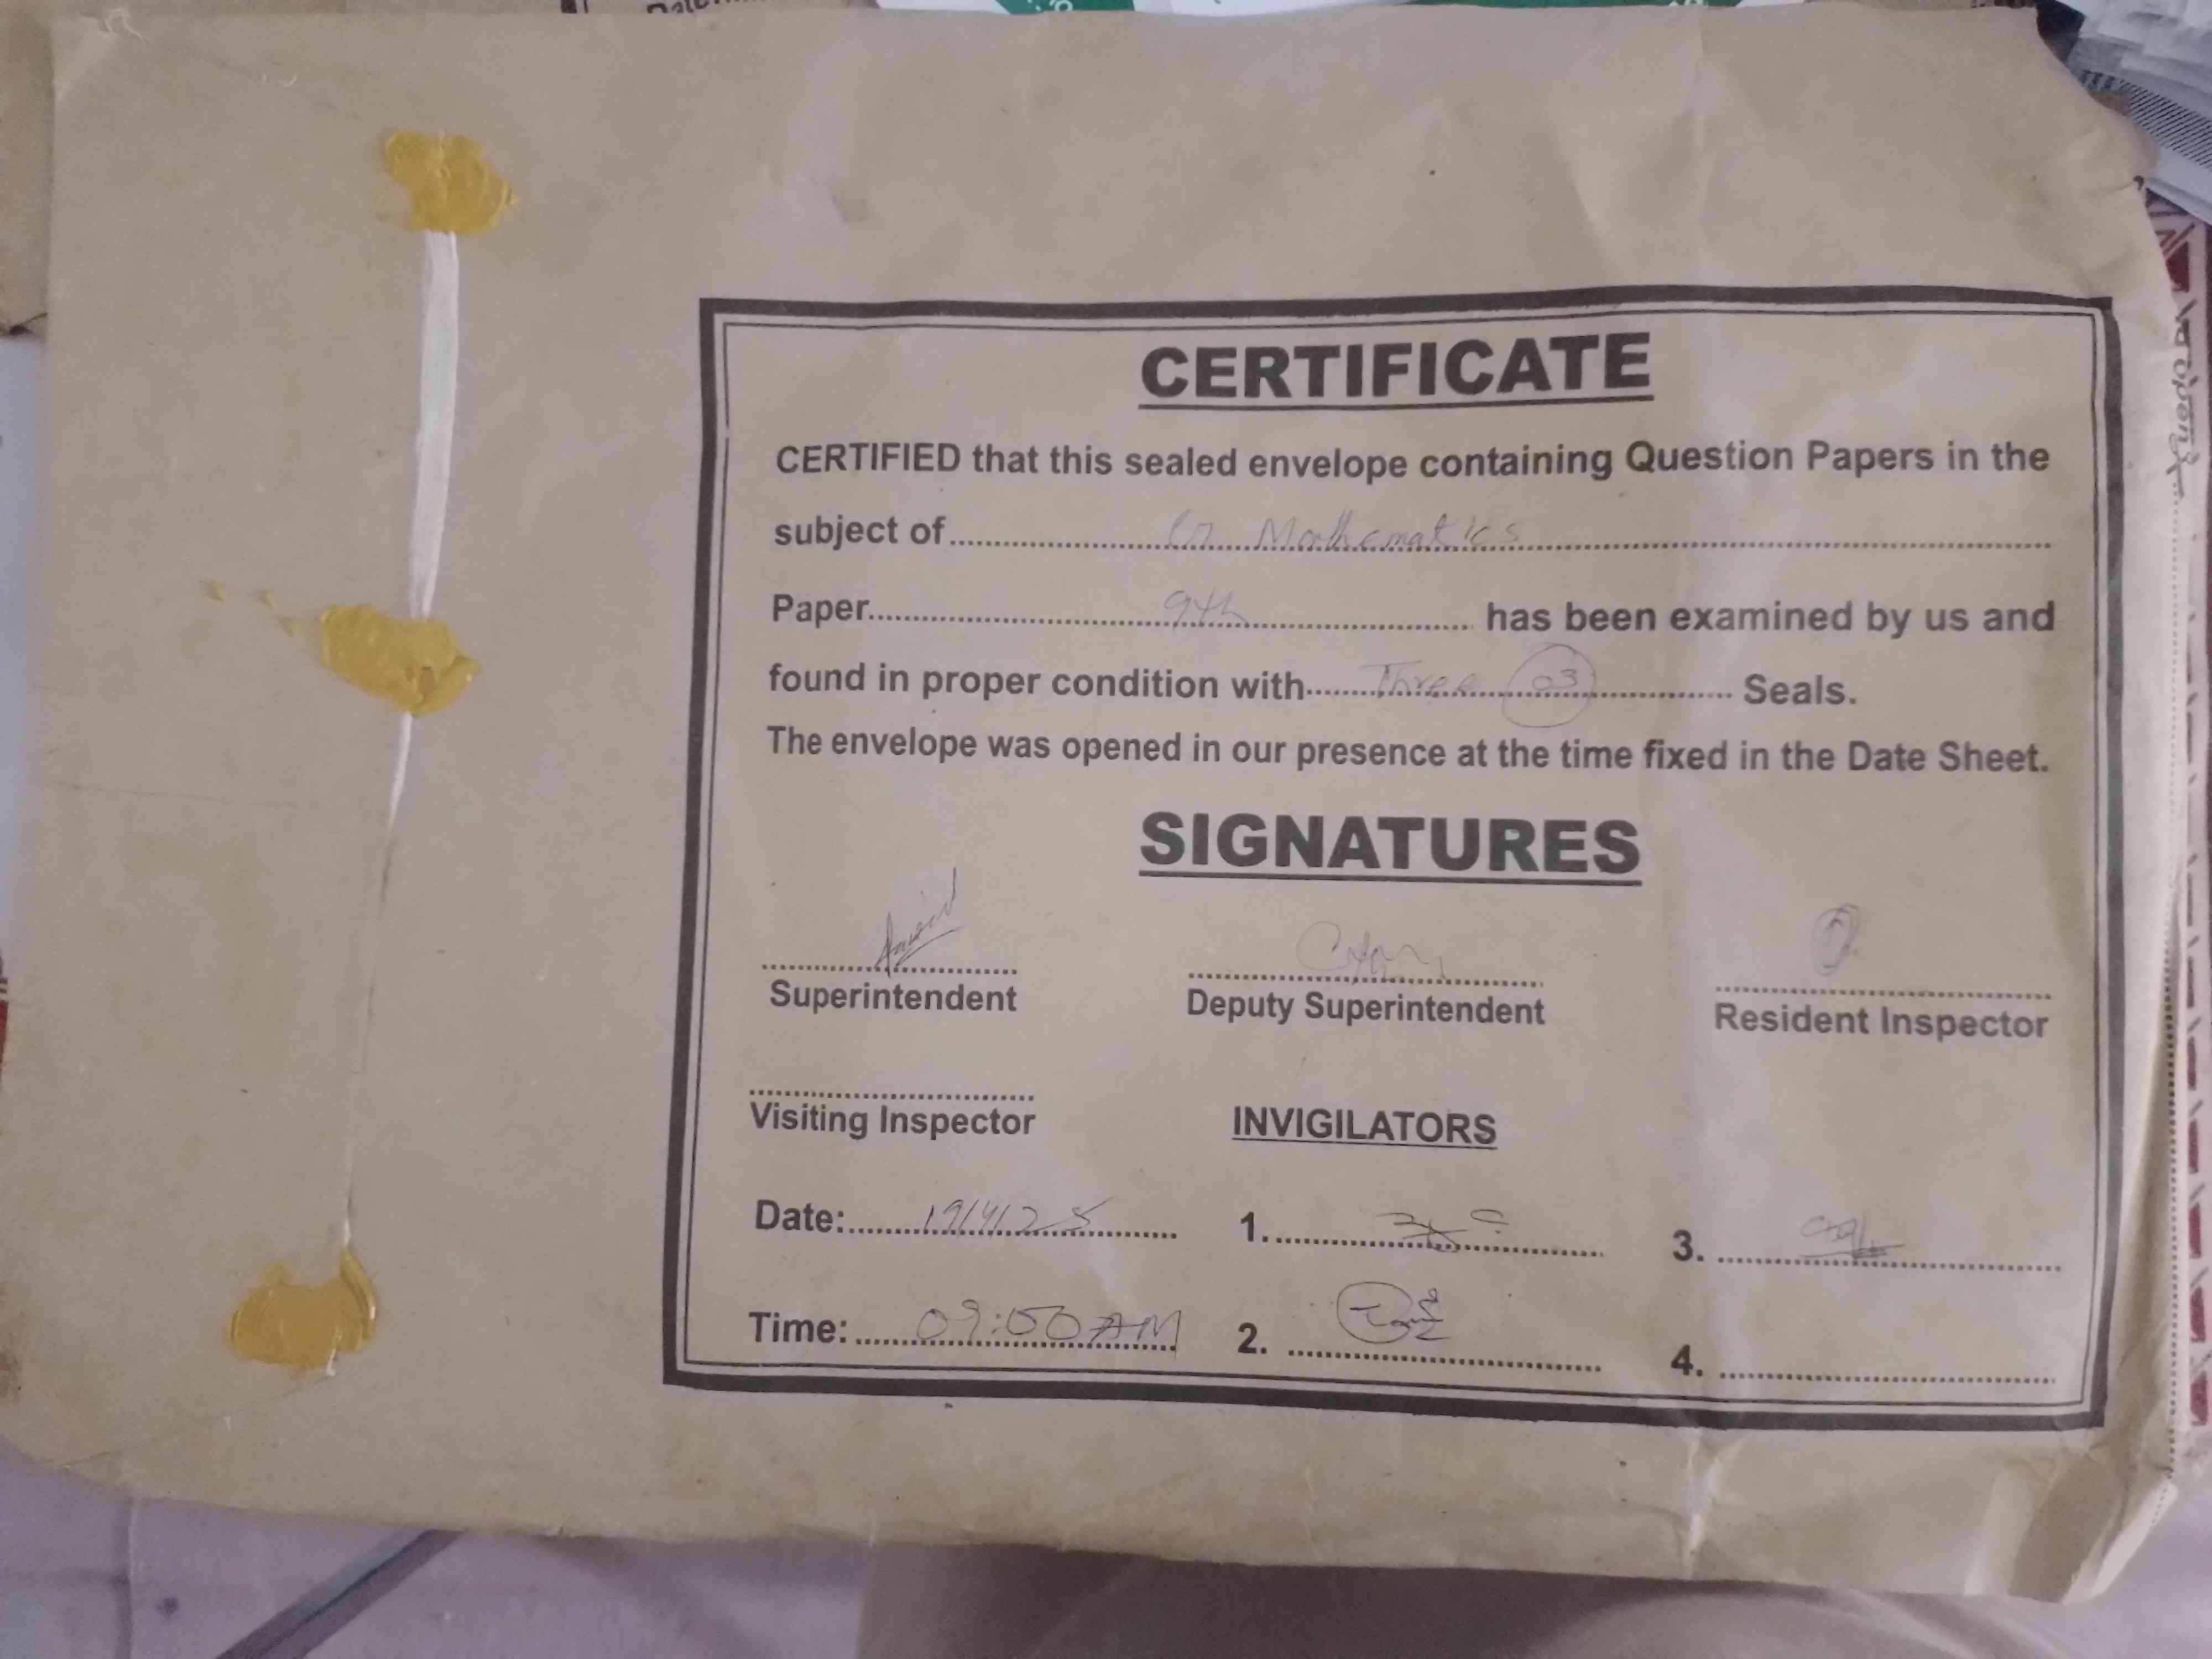 CERTIFICATE
CERTIFIED that this sealed envelope containing Question Papers in the
subject of........ G. Mathematics ........
Paper........ 9th ........ has been examined by us and
found in proper condition with........ Three 03 ........ Seals.
The envelope was opened in our presence at the time fixed in the Date Sheet.
SIGNATURES
Superintendent Deputy Superintendent Resident Inspector
Visiting Inspector INVIGILATORS
Date: 19/4/25 1. 3.
Time: 09:00 AM 2. 4.